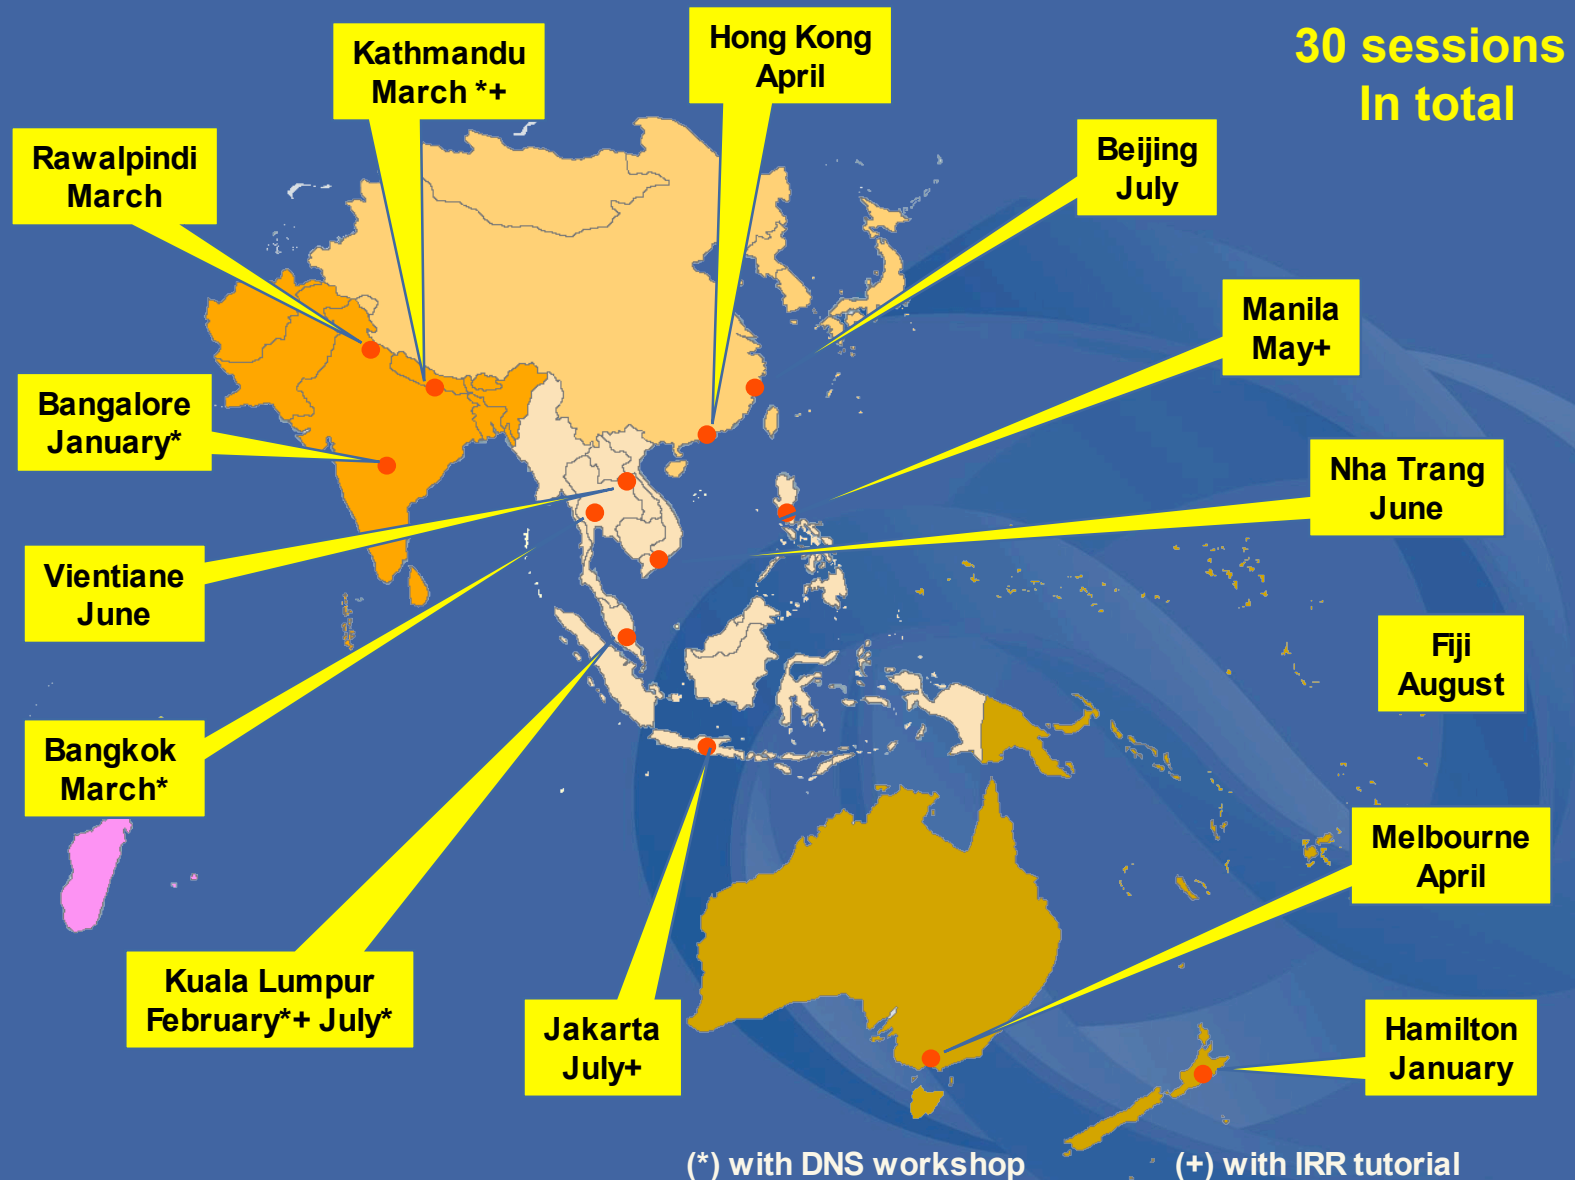 Kathmandu
March *+
Hong Kong
April
30 sessions
In total
Rawalpindi
March
Beijing
July
Manila
May+
Bangalore
January*
Nha Trang
June
Vientiane
June
Fiji
August
Bangkok
March*
Melbourne
April
Kuala Lumpur
February*+ July*
Jakarta
July+
Hamilton
January
(*) with DNS workshop
(+) with IRR tutorial